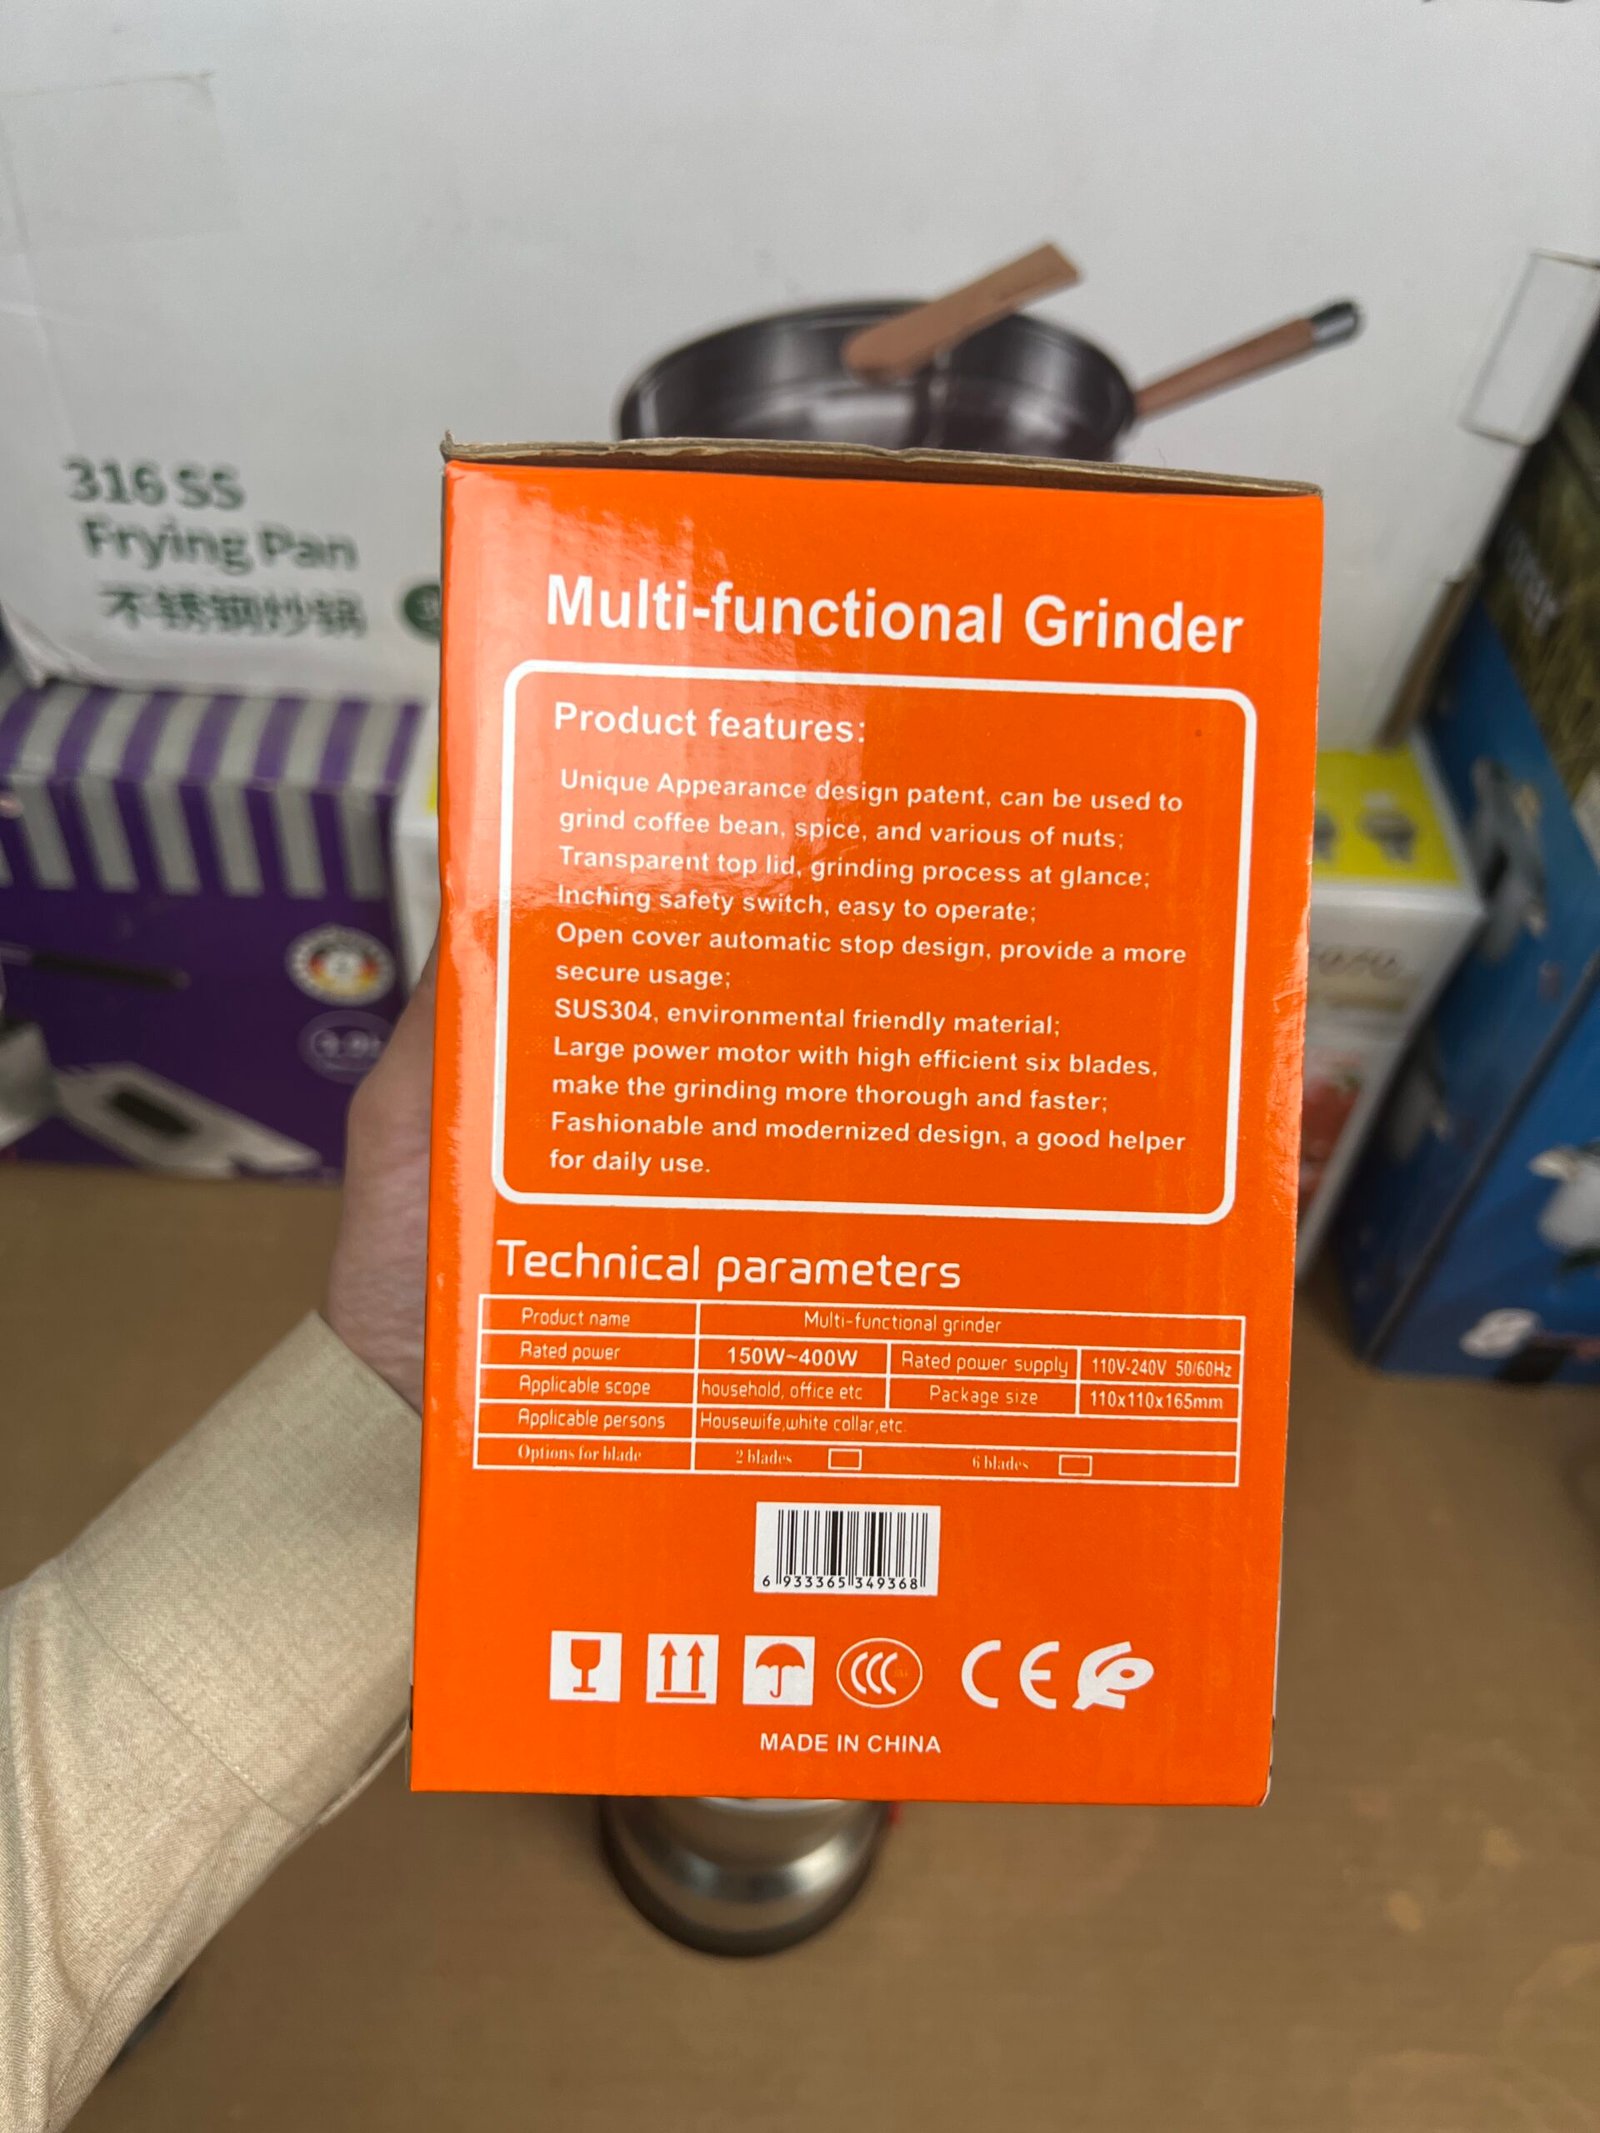 316 SS
Frying Pan
不锈钢炒锅
Multi-functional Grinder
Product features:
Unique Appearance design patent, can be used to
grind coffee bean, spice, and various of nuts;
Transparent top lid, grinding process at glance;
Inching safety switch, easy to operate;
Open cover automatic stop design, provide a more
secure usage;
SUS304, environmental friendly material;
Large power motor with high efficient six blades,
make the grinding more thorough and faster;
Fashionable and modernized design, a good helper
for daily use.
Technical parameters
Product name Multi-functional grinder
Rated power 150W~400W Rated power supply 110V-240V 50/60Hz
Applicable scope household, office etc Package size 110x110x165mm
Applicable persons Housewife,white collar,etc.
Options for blade 2 blades 6 blades
6 933365 349368
CCC CE
MADE IN CHINA